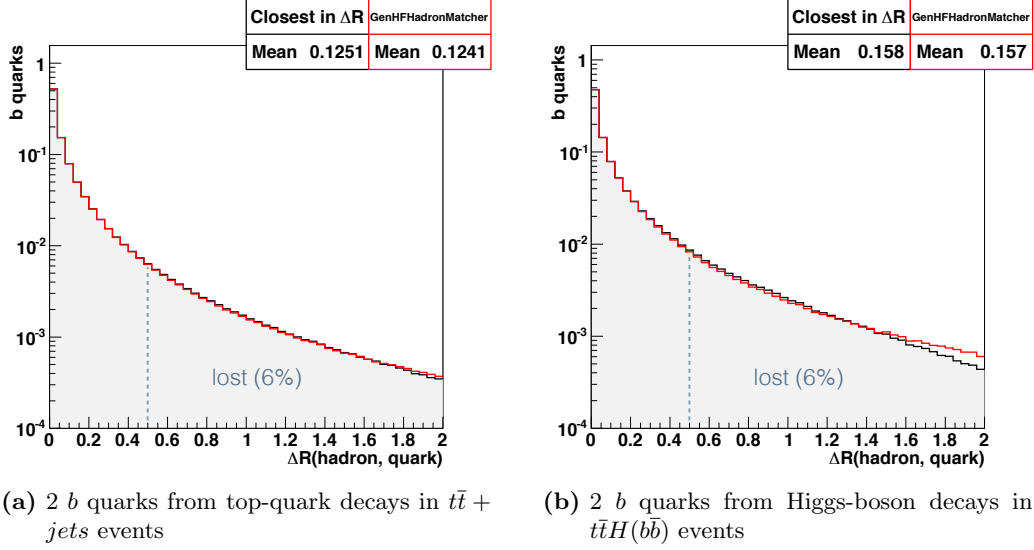 Closest in ΔR GenHFHadronMatcher
Mean 0.1251 Mean 0.1241
b quarks
1
10⁻¹
10⁻²
10⁻³
10⁻⁴
lost (6%)
0 0.2 0.4 0.6 0.8 1 1.2 1.4 1.6 1.8 2
ΔR(hadron, quark)
(a) 2 b quarks from top-quark decays in tt̄ +
jets events
Closest in ΔR GenHFHadronMatcher
Mean 0.158 Mean 0.157
b quarks
1
10⁻¹
10⁻²
10⁻³
10⁻⁴
lost (6%)
0 0.2 0.4 0.6 0.8 1 1.2 1.4 1.6 1.8 2
ΔR(hadron, quark)
(b) 2 b quarks from Higgs-boson decays in
tt̄H(bb̄) events